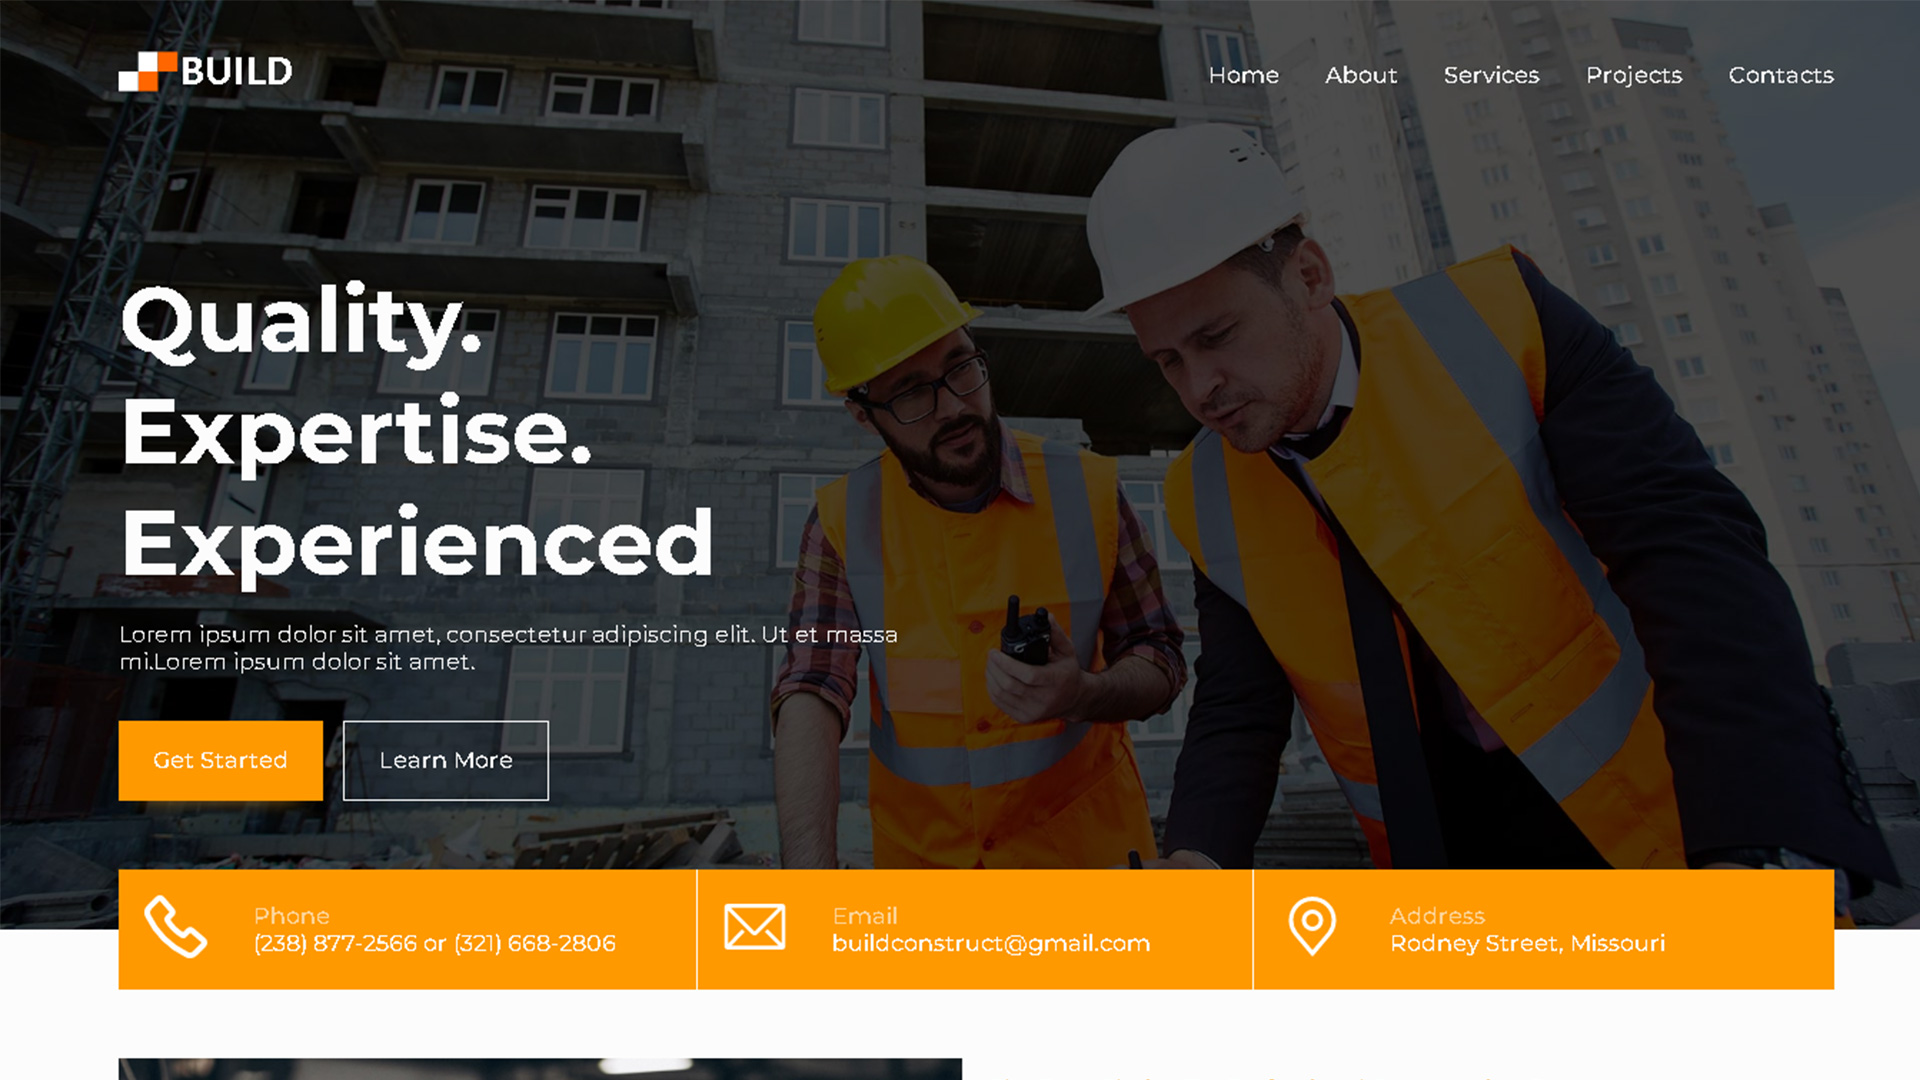 BUILD
Home About Services Projects Contacts
Quality.
Expertise.
Experienced
Lorem ipsum dolor sit amet, consectetur adipiscing elit. Ut et massa
mi.Lorem ipsum dolor sit amet.
Get Started Learn More
Phone
(238) 877-2566 or (321) 668-2806
Email
buildconstruct@gmail.com
Address
Rodney Street, Missouri